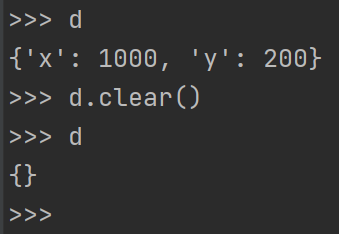 >>> d
{'x': 1000, 'y': 200}
>>> d.clear()
>>> d
{}
>>>